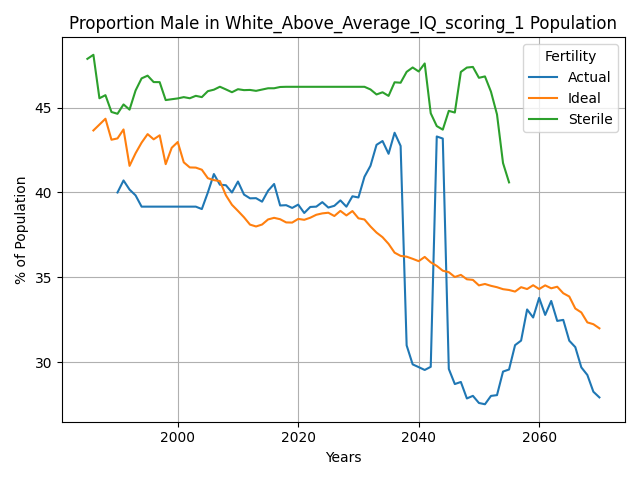 Proportion Male in White_Above_Average_IQ_scoring_1 Population
Fertility
Actual
Ideal
Sterile
% of Population
45
40
35
30
2000
2020
2040
2060
Years